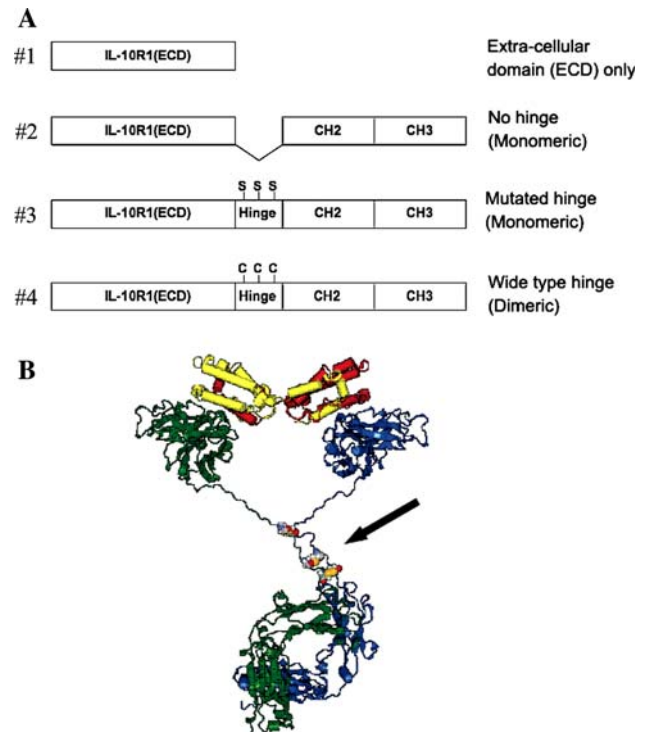 A
#1 IL-10R1(ECD) Extra-cellular
domain (ECD) only
#2 IL-10R1(ECD) CH2 CH3 No hinge
(Monomeric)
S S S
#3 IL-10R1(ECD) Hinge CH2 CH3 Mutated hinge
(Monomeric)
C C C
#4 IL-10R1(ECD) Hinge CH2 CH3 Wide type hinge
(Dimeric)
B